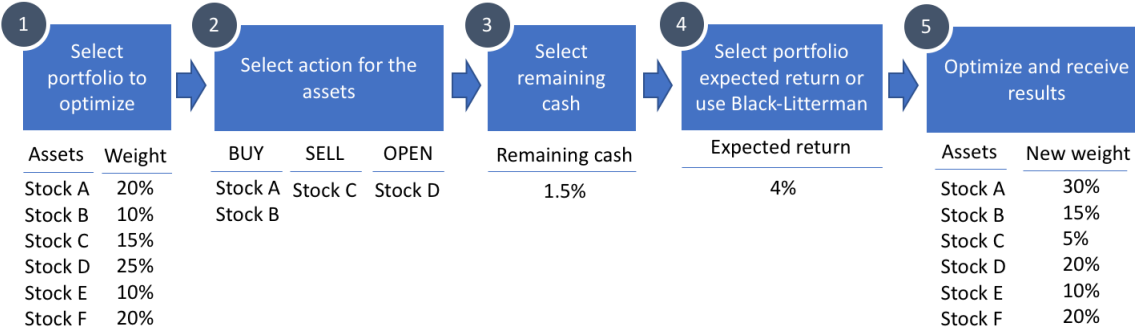 1
Select
portfolio to
optimize
2
Select action for the
assets
3
Select
remaining
cash
4
Select portfolio
expected return or
use Black-Litterman
5
Optimize and receive
results
Assets Weight
Stock A 20%
Stock B 10%
Stock C 15%
Stock D 25%
Stock E 10%
Stock F 20%
BUY SELL OPEN
Stock A Stock C Stock D
Stock B
Remaining cash
1.5%
Expected return
4%
Assets New weight
Stock A 30%
Stock B 15%
Stock C 5%
Stock D 20%
Stock E 10%
Stock F 20%